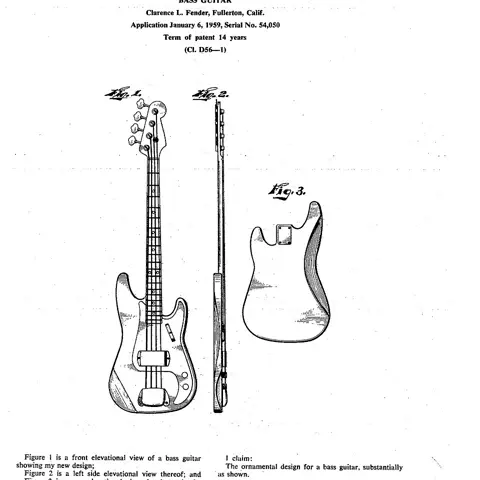 BASS GUITAR
Clarence L. Fender, Fullerton, Calif.
Application January 6, 1959, Serial No. 54,050
Term of patent 14 years
(Cl. D56—1)
Fig. 1.
Fig. 2.
Fig. 3.
Figure 1 is a front elevational view of a bass guitar
showing my new design;
Figure 2 is a left side elevational view thereof; and
I claim:
The ornamental design for a bass guitar, substantially
as shown.